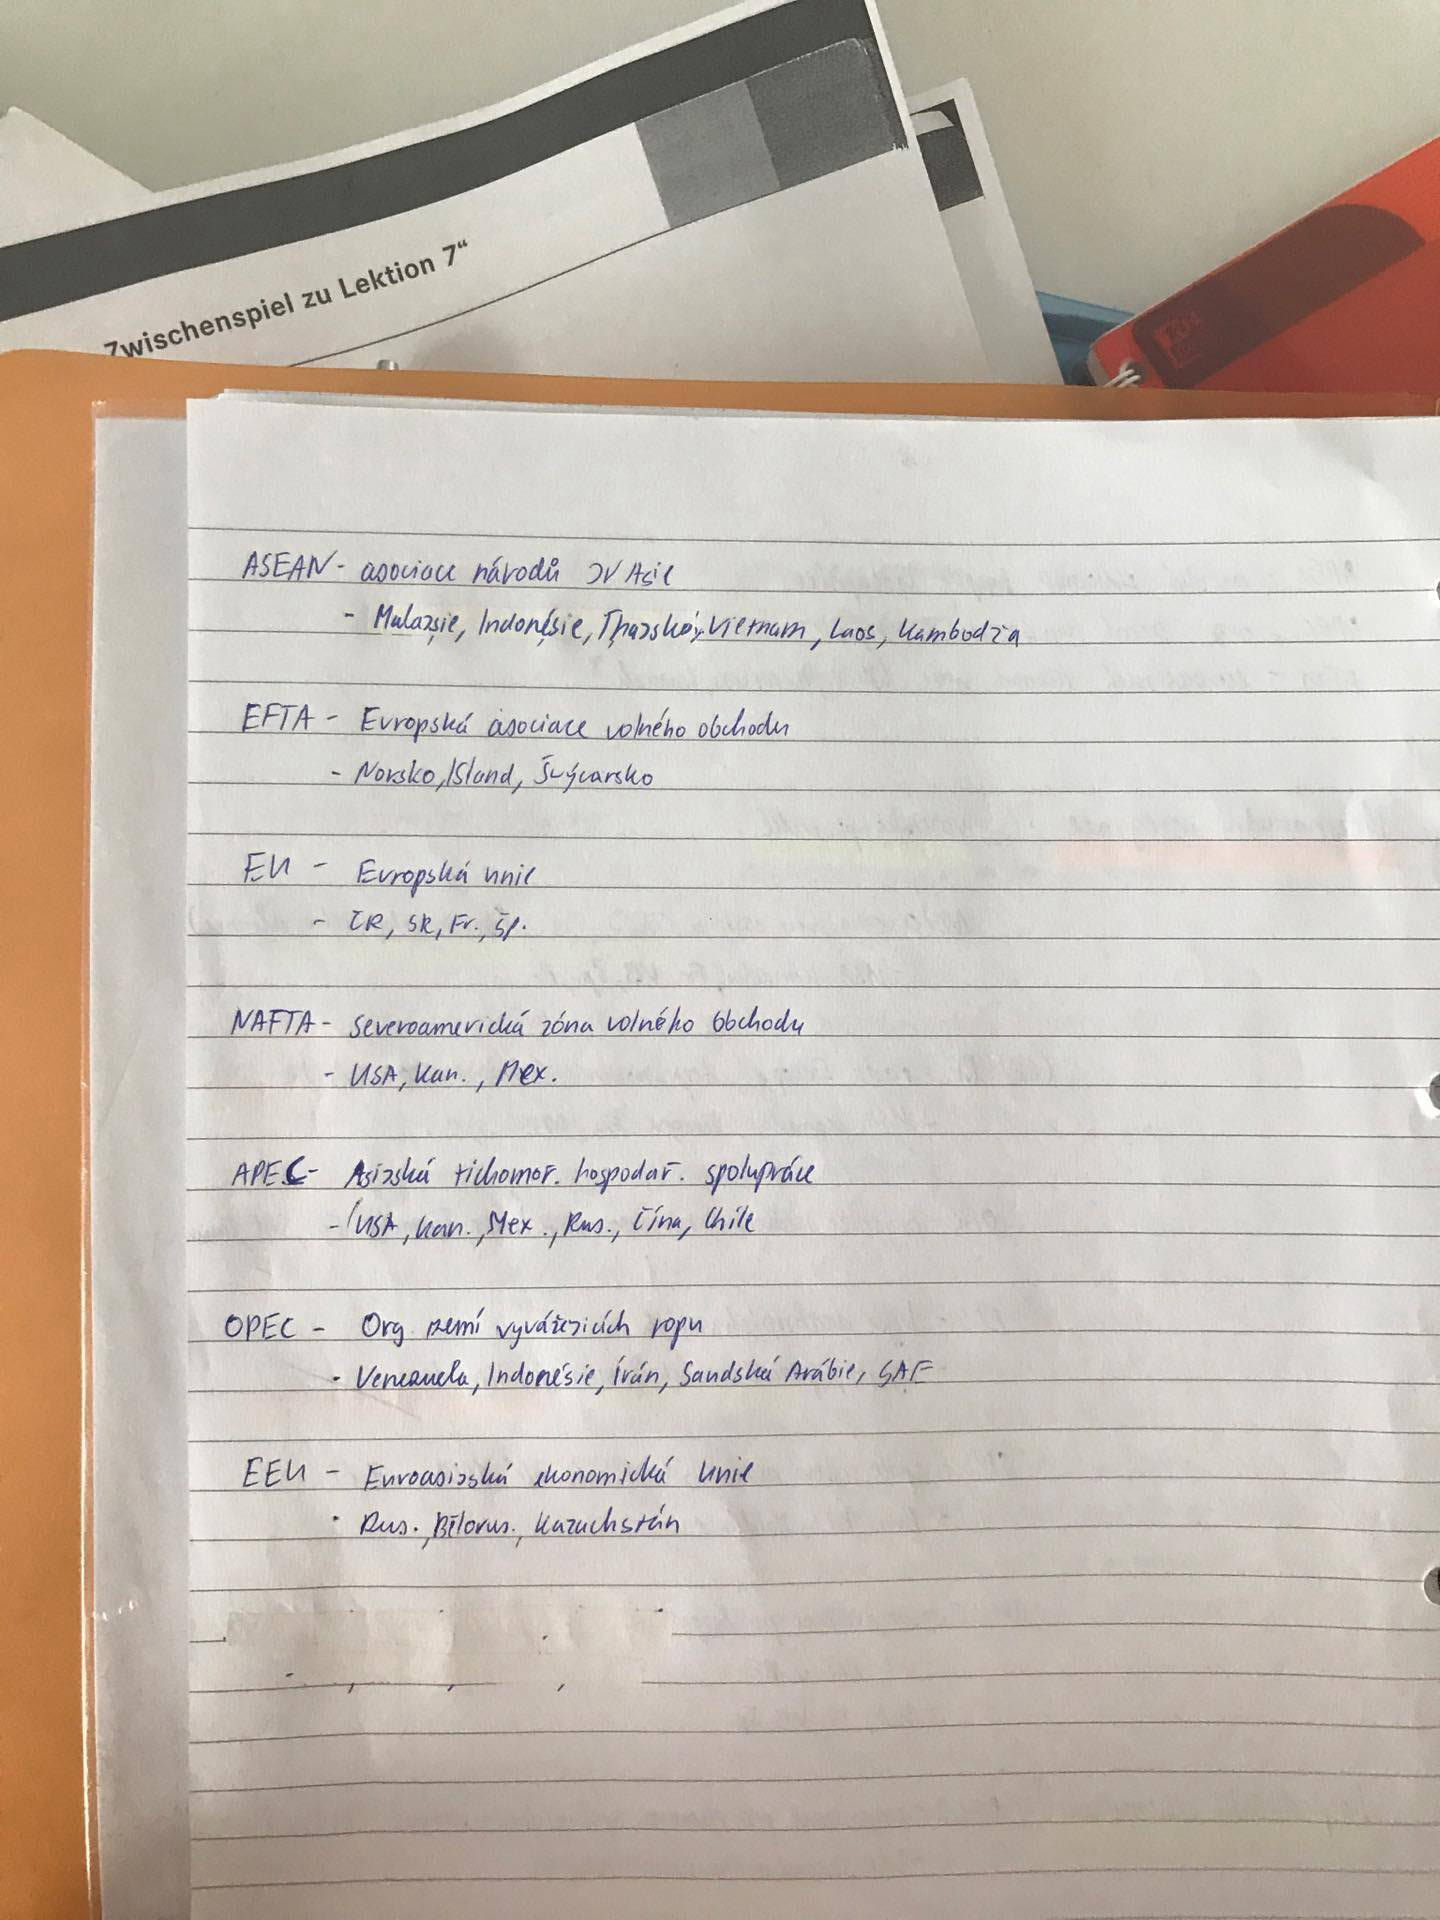 Zwischenspiel zu Lektion 7“
ASEAN - asociace národů JV Asie
- Malajsie, Indonésie, Thajsko, Vietnam, Laos, Kambodža
EFTA - Evropská asociace volného obchodu
- Norsko, Island, Švýcarsko
EU - Evropská unie
- ČR, SR, Fr., Šp.
NAFTA - Severoamerická zóna volného obchodu
- USA, Kan., Mex.
APEC - Asijská tichomoř. hospodář. spolupráce
- USA, Kan., Mex., Rus., Čína, Chile
OPEC - Org zemí vyvážejících ropu
- Venezuela, Indonésie, Írán, Saudská Arábie, SAE
EEU - Euroasijská ekonomická unie
- Rus., Bělorus., Kazachstán